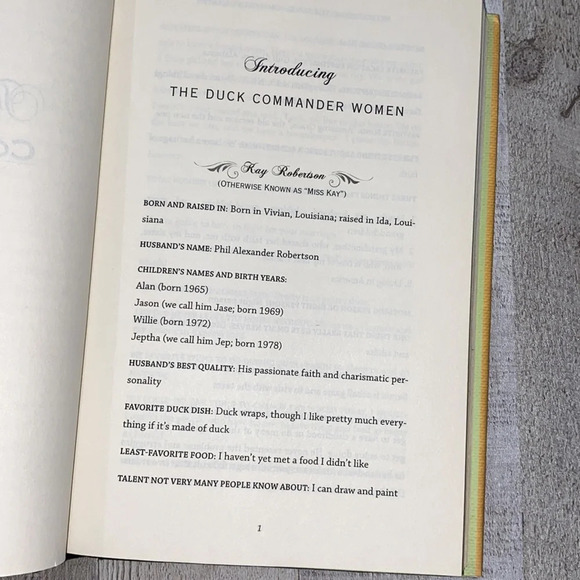 Introducing
THE DUCK COMMANDER WOMEN
Kay Robertson
(OTHERWISE KNOWN AS "MISS KAY")
BORN AND RAISED IN: Born in Vivian, Louisiana; raised in Ida, Loui-
siana
HUSBAND'S NAME: Phil Alexander Robertson
CHILDREN'S NAMES AND BIRTH YEARS:
Alan (born 1965)
Jason (we call him Jase; born 1969)
Willie (born 1972)
Jeptha (we call him Jep; born 1978)
HUSBAND'S BEST QUALITY: His passionate faith and charismatic per-
sonality
FAVORITE DUCK DISH: Duck wraps, though I like pretty much every-
thing if it's made of duck
LEAST-FAVORITE FOOD: I haven't yet met a food I didn't like
TALENT NOT VERY MANY PEOPLE KNOW ABOUT: I can draw and paint
1